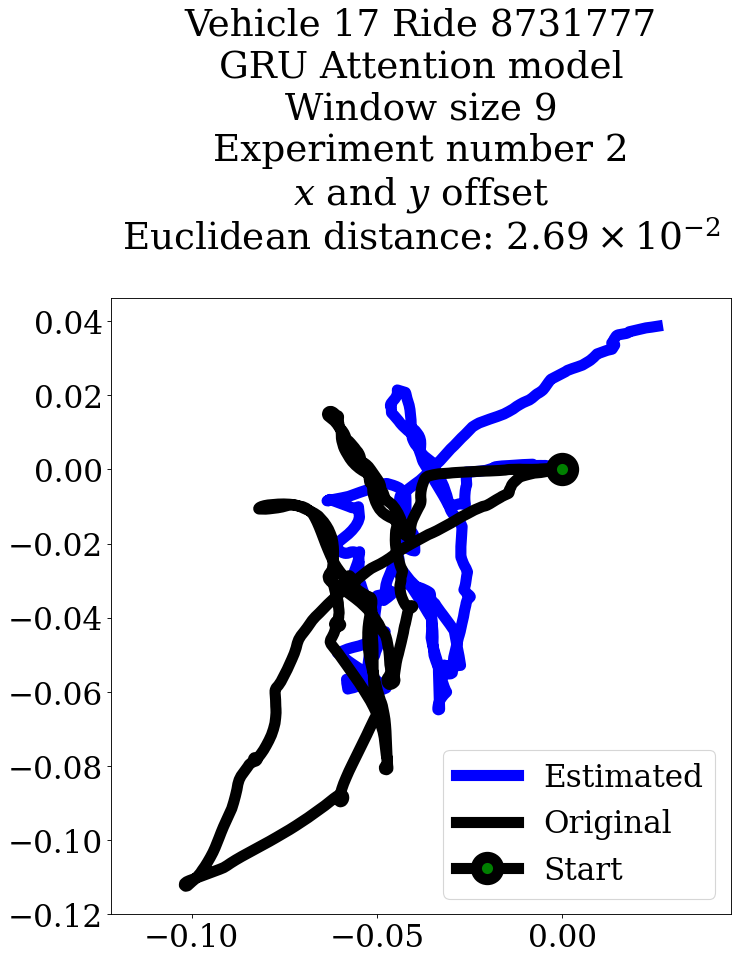 Vehicle 17 Ride 8731777
GRU Attention model
Window size 9
Experiment number 2
x and y offset
Euclidean distance: 2.69 × 10⁻²
0.04
0.02
0.00
−0.02
−0.04
−0.06
−0.08
−0.10
−0.12
Estimated
Original
Start
−0.10 −0.05 0.00